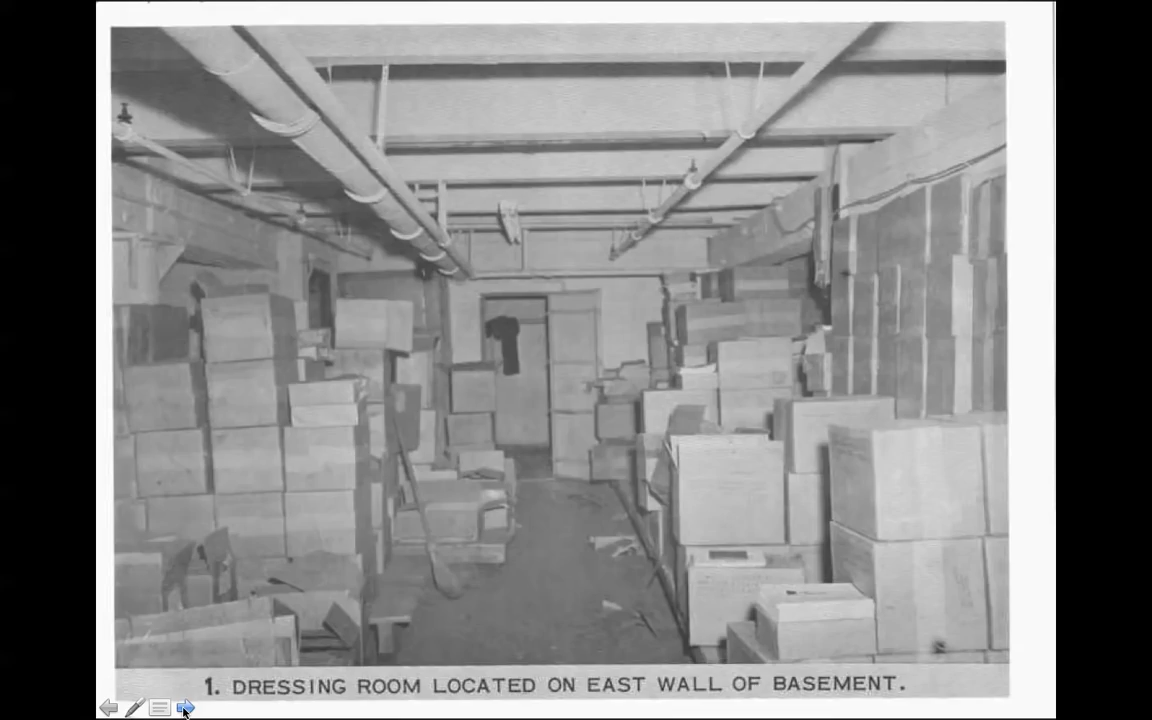 1. DRESSING ROOM LOCATED ON EAST WALL OF BASEMENT.